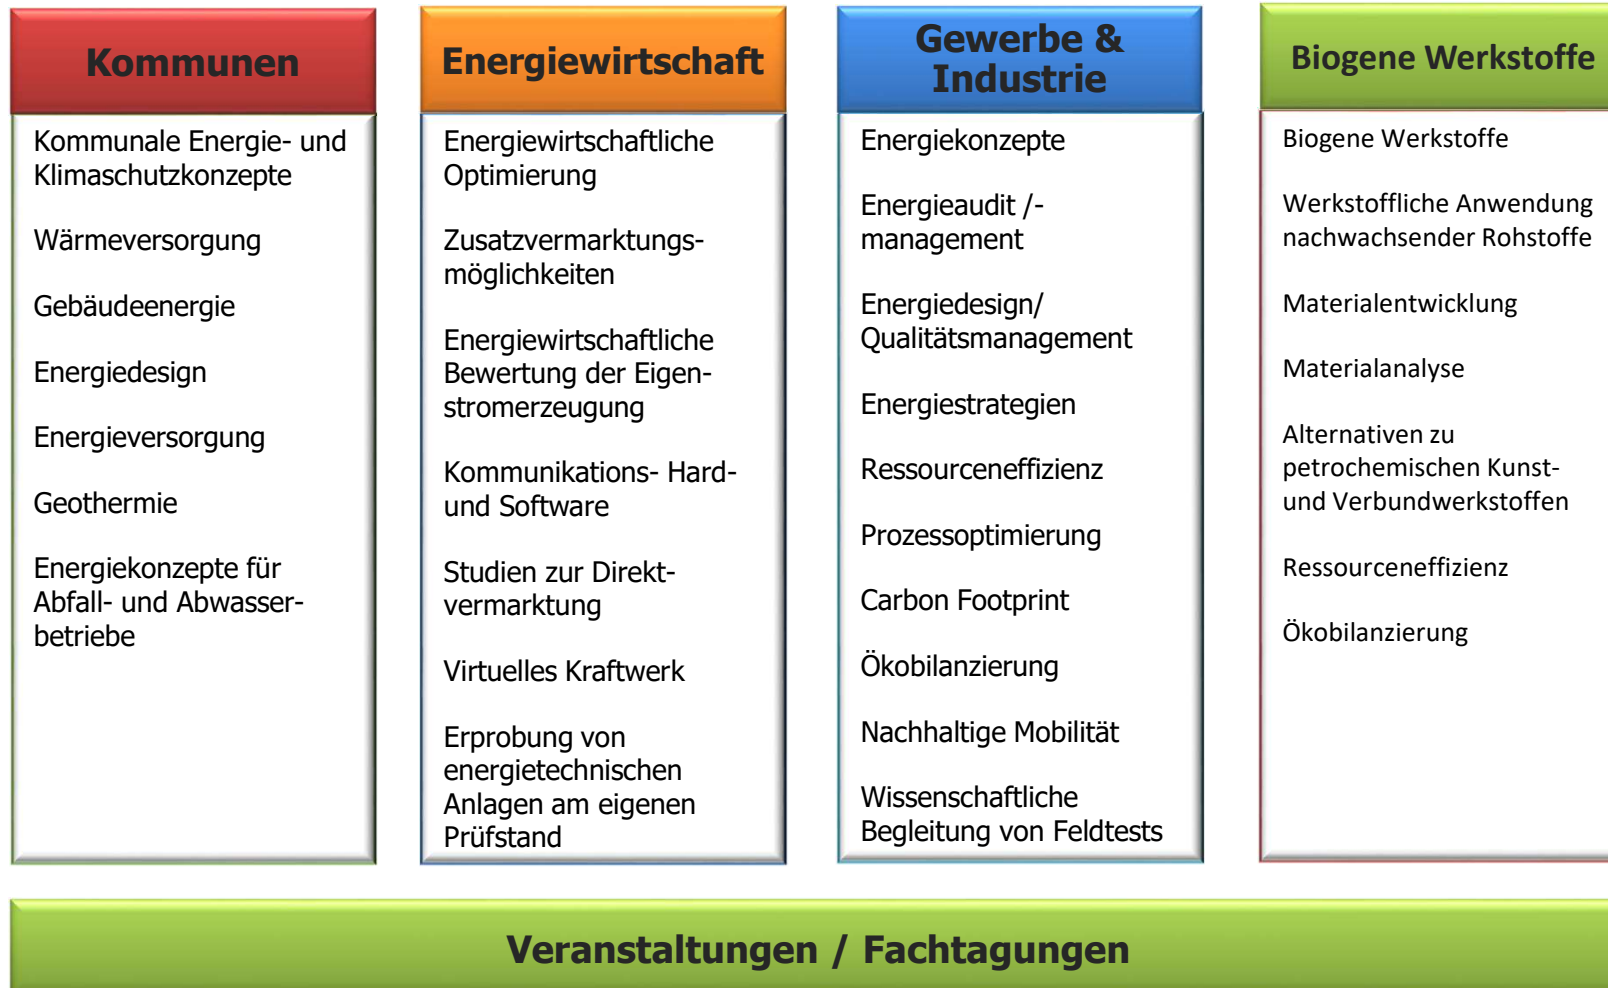 Kommunen
Kommunale Energie- und
Klimaschutzkonzepte
Wärmeversorgung
Gebäudeenergie
Energiedesign
Energieversorgung
Geothermie
Energiekonzepte für
Abfall- und Abwasser-
betriebe
Energiewirtschaft
Energiewirtschaftliche
Optimierung
Zusatzvermarktungs-
möglichkeiten
Energiewirtschaftliche
Bewertung der Eigen-
stromerzeugung
Kommunikations- Hard-
und Software
Studien zur Direkt-
vermarktung
Virtuelles Kraftwerk
Erprobung von
energietechnischen
Anlagen am eigenen
Prüfstand
Gewerbe &
Industrie
Energiekonzepte
Energieaudit /-
management
Energiedesign/
Qualitätsmanagement
Energiestrategien
Ressourceneffizienz
Prozessoptimierung
Carbon Footprint
Ökobilanzierung
Nachhaltige Mobilität
Wissenschaftliche
Begleitung von Feldtests
Biogene Werkstoffe
Biogene Werkstoffe
Werkstoffliche Anwendung
nachwachsender Rohstoffe
Materialentwicklung
Materialanalyse
Alternativen zu
petrochemischen Kunst-
und Verbundwerkstoffen
Ressourceneffizienz
Ökobilanzierung
Veranstaltungen / Fachtagungen